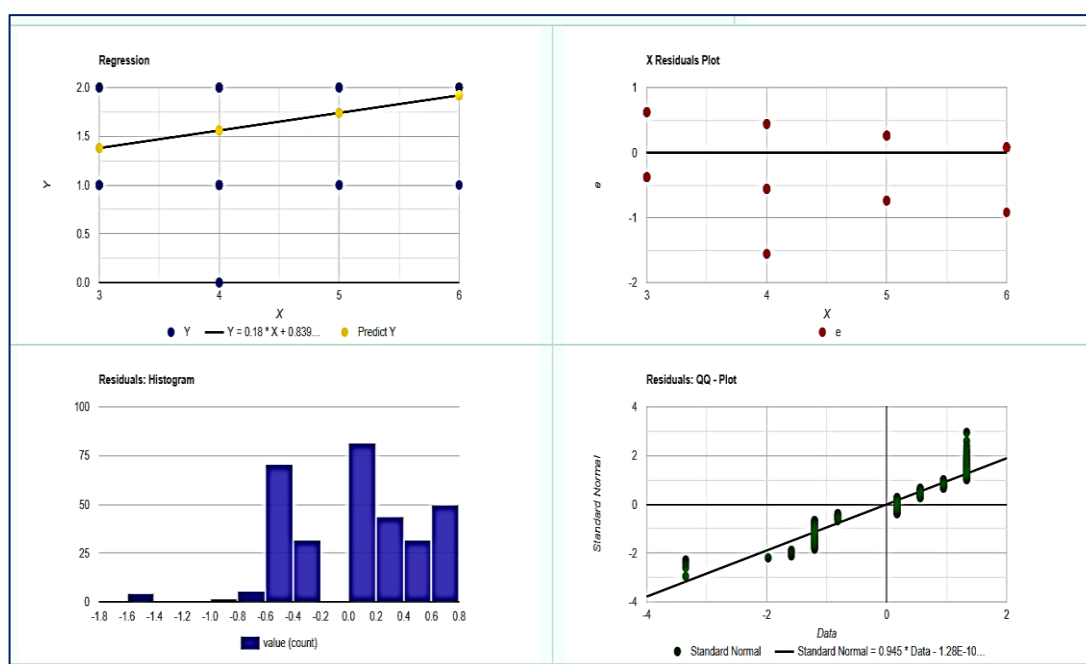 Regression
2.0
1.5
1.0
0.5
0.0
Y
3 4 5 6
X
Y Y = 0.18 * X + 0.839... Predict Y
X Residuals Plot
1
0
-1
-2
e
3 4 5 6
X
e
Residuals: Histogram
100
75
50
25
0
-1.8 -1.6 -1.4 -1.2 -1.0 -0.8 -0.6 -0.4 -0.2 0.0 0.2 0.4 0.6 0.8
value (count)
Residuals: QQ - Plot
4
2
0
-2
-4
Standard Normal
-4 -2 0 2
Data
Standard Normal Standard Normal = 0.945 * Data - 1.28E-10...